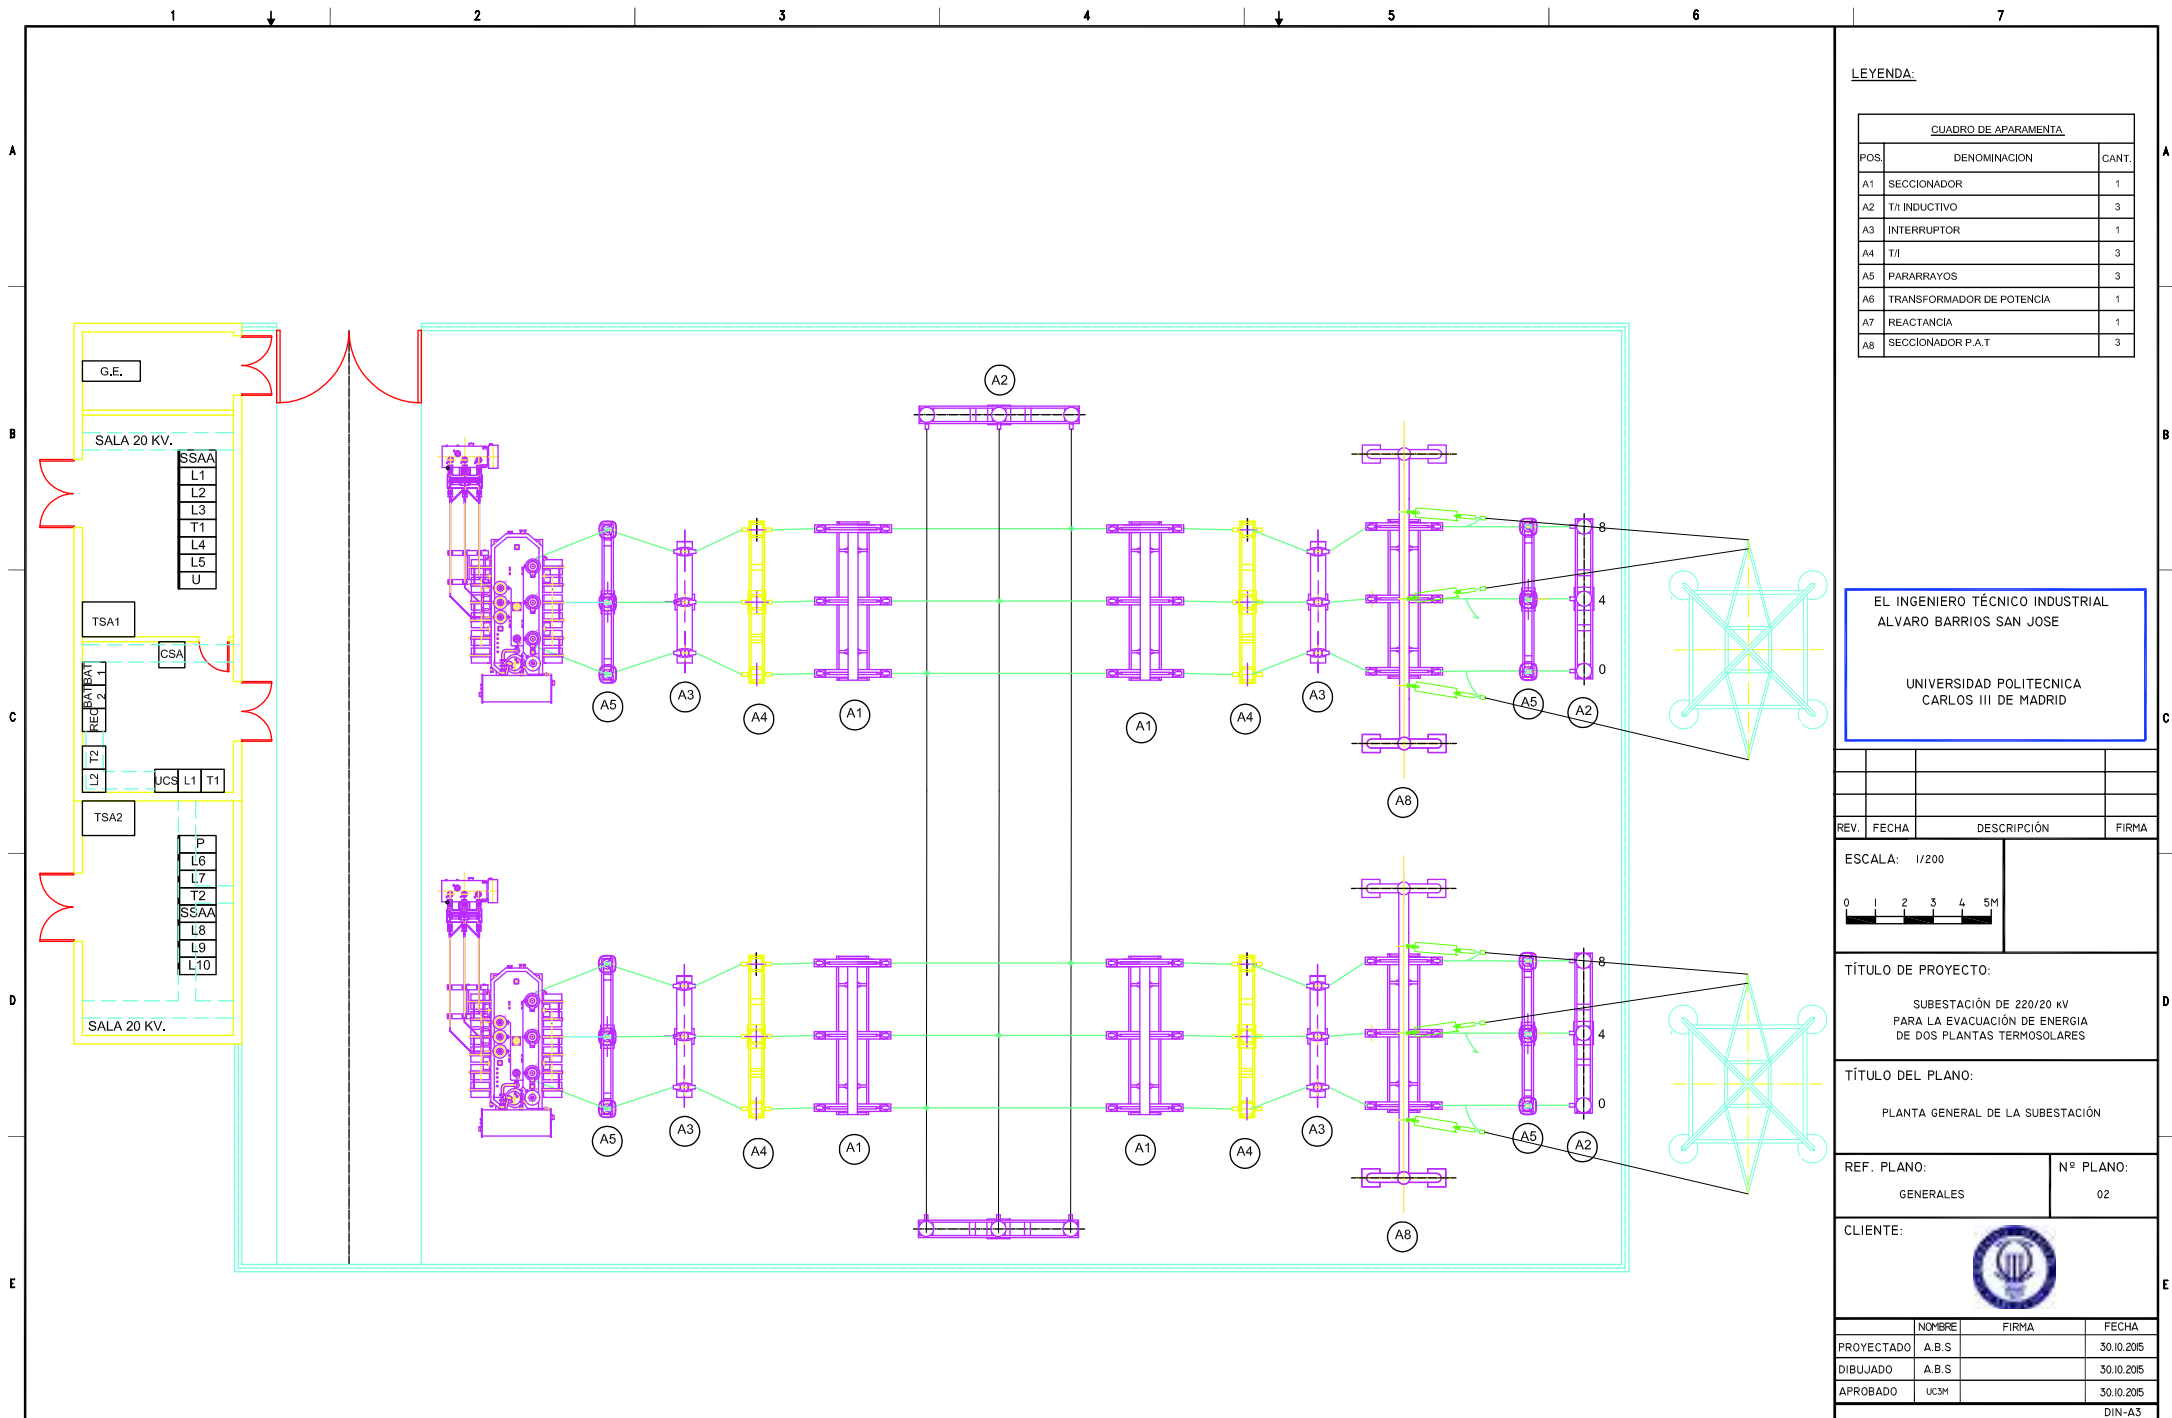 1 2 3 4 5 6 7
A A
B B
C C
D D
E E
LEYENDA:
CUADRO DE APARAMENTA
POS. DENOMINACION CANT.
A1 SECCIONADOR 1
A2 T/t INDUCTIVO 3
A3 INTERRUPTOR 1
A4 T/I 3
A5 PARARRAYOS 3
A6 TRANSFORMADOR DE POTENCIA 1
A7 REACTANCIA 1
A8 SECCIONADOR P.A.T 3
G.E.
SALA 20 KV.
SSAA
L1
L2
L3
T1
L4
L5
U
TSA1
CSA
BAT 1
BAT 2
REC
T2
L2
UCS L1 T1
TSA2
P
L6
L7
T2
SSAA
L8
L9
L10
SALA 20 KV.
A2
8
4
0
A5 A3 A4 A1 A1 A4 A3 A5 A2
A8
8
4
0
A5 A3 A4 A1 A1 A4 A3 A5 A2
A8
EL INGENIERO TÉCNICO INDUSTRIAL
ALVARO BARRIOS SAN JOSE
UNIVERSIDAD POLITECNICA
CARLOS III DE MADRID
REV. FECHA DESCRIPCIÓN FIRMA
ESCALA: 1/200
0 1 2 3 4 5M
TÍTULO DE PROYECTO:
SUBESTACIÓN DE 220/20 KV
PARA LA EVACUACIÓN DE ENERGIA
DE DOS PLANTAS TERMOSOLARES
TÍTULO DEL PLANO:
PLANTA GENERAL DE LA SUBESTACIÓN
REF. PLANO: Nº PLANO:
GENERALES 02
CLIENTE:
NOMBRE FIRMA FECHA
PROYECTADO A.B.S 30.10.2015
DIBUJADO A.B.S 30.10.2015
APROBADO UC3M 30.10.2015
DIN-A3